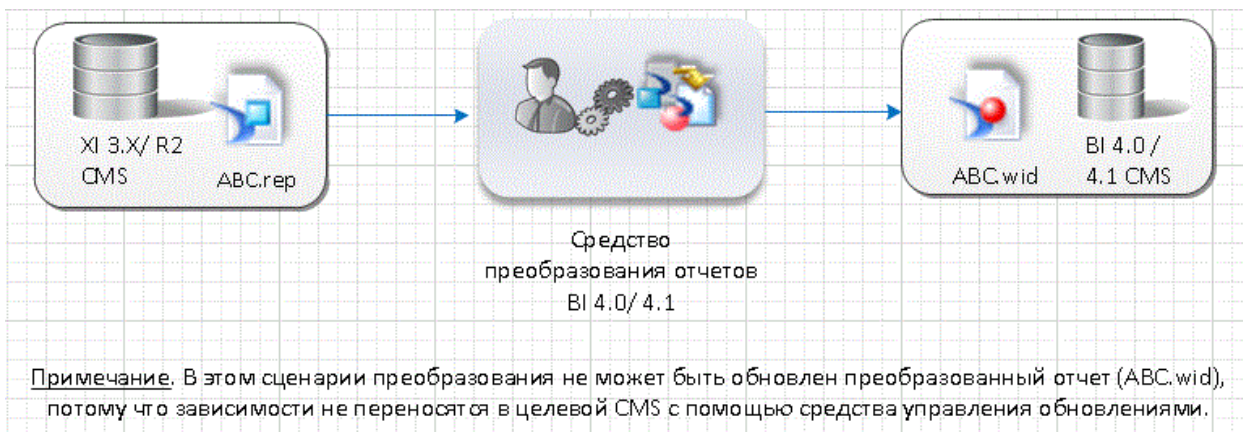 XI 3.X/ R2
CMS
ABC.rep
ABC.wid
BI 4.0 /
4.1 CMS
Средство
преобразования отчетов
BI 4.0/ 4.1
Примечание. В этом сценарии преобразования не может быть обновлен преобразованный отчет (ABC.wid),
потому что зависимости не переносятся в целевой CMS с помощью средства управления обновлениями.